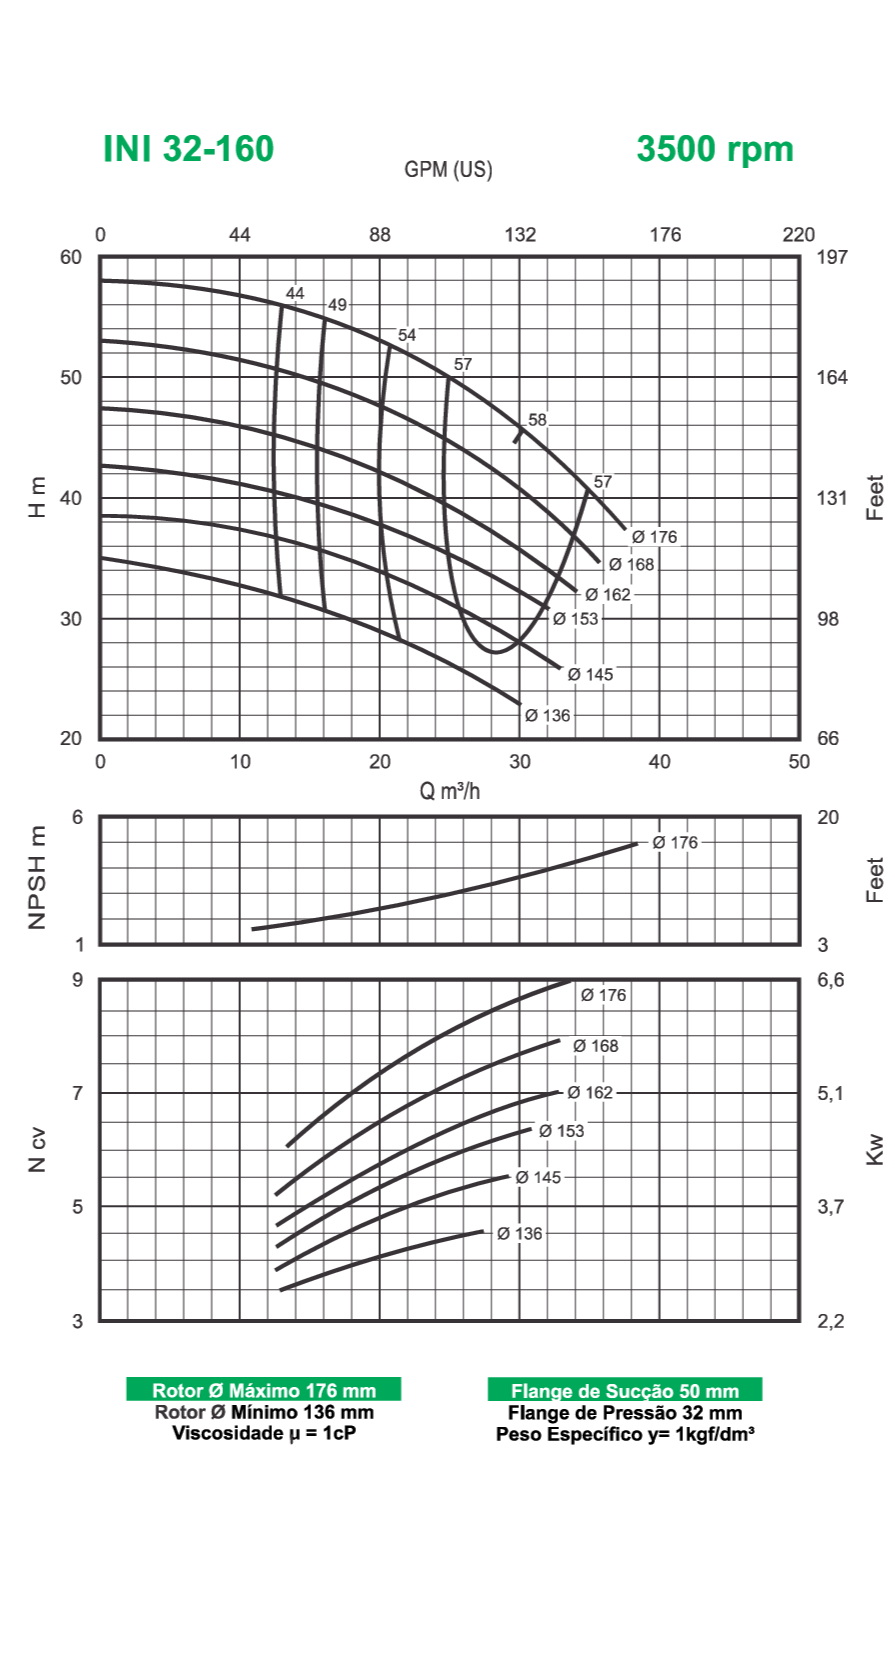 INI 32-160 3500 rpm
GPM (US)
0 44 88 132 176 220
60 197
44
49
54
57
50 164
58
57
H m 40 131 Feet
Ø 176
Ø 168
Ø 162
30 Ø 153 98
Ø 145
Ø 136
20 66
0 10 20 30 40 50
Q m³/h
6 20
Ø 176
NPSH m Feet
1 3
9 6,6
Ø 176
Ø 168
7 Ø 162 5,1
Ø 153
N cv Kw
Ø 145
5 3,7
Ø 136
3 2,2
Rotor Ø Máximo 176 mm
Rotor Ø Mínimo 136 mm
Viscosidade µ = 1cP
Flange de Sucção 50 mm
Flange de Pressão 32 mm
Peso Específico y= 1kgf/dm³